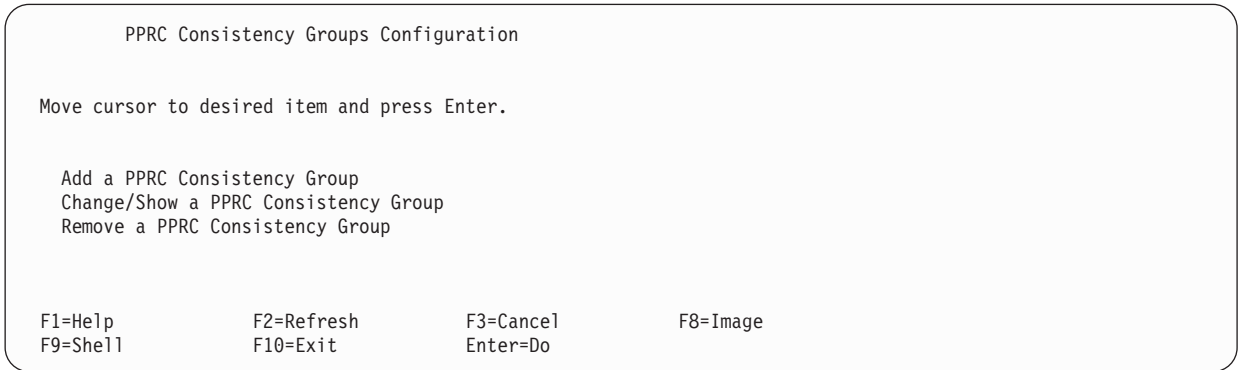 PPRC Consistency Groups Configuration
Move cursor to desired item and press Enter.
Add a PPRC Consistency Group
Change/Show a PPRC Consistency Group
Remove a PPRC Consistency Group
F1=Help F2=Refresh F3=Cancel F8=Image
F9=Shell F10=Exit Enter=Do